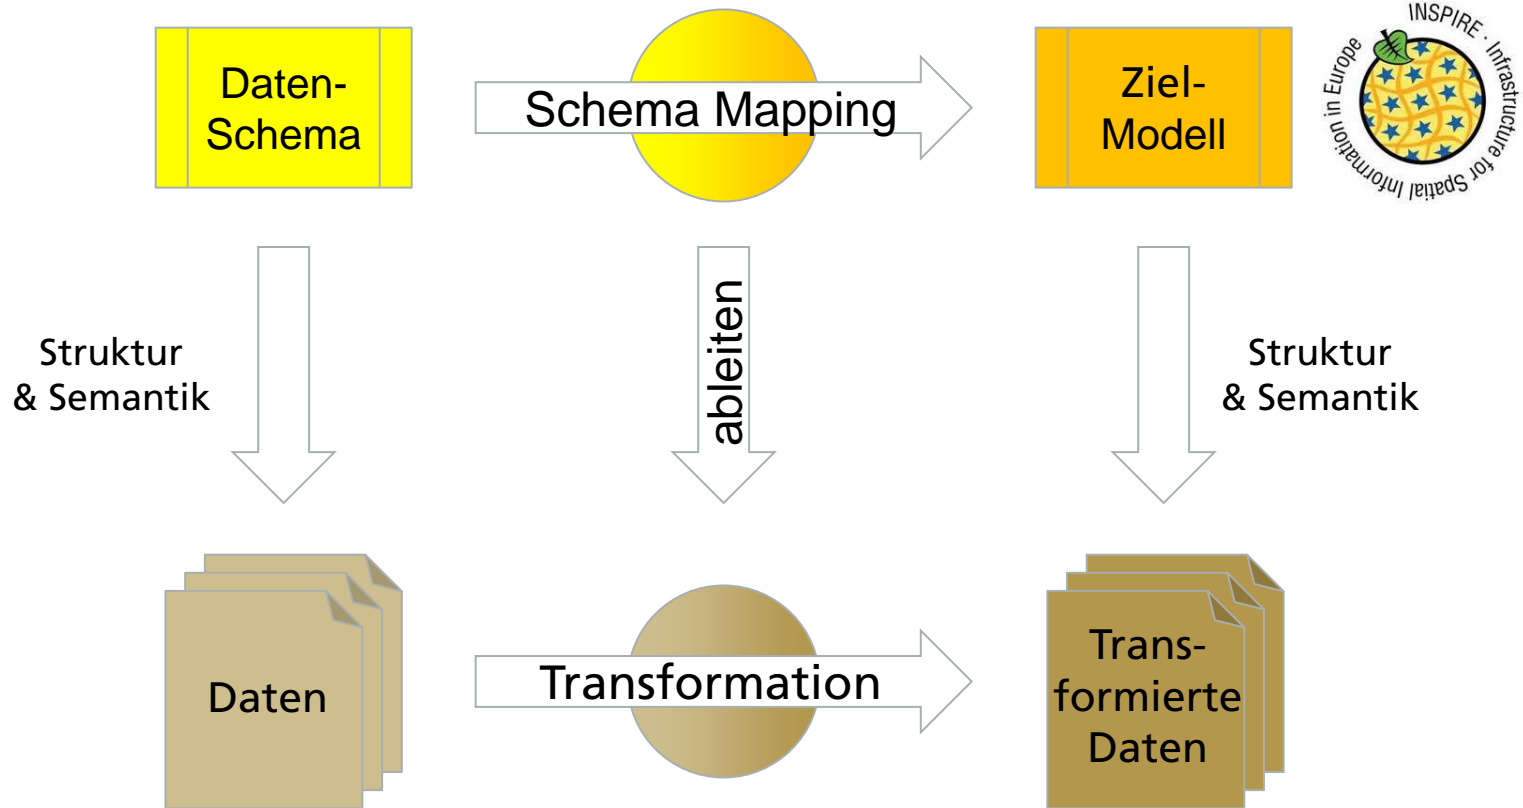 Daten-
Schema
Schema Mapping
Ziel-
Modell
INSPIRE · Infrastructure for Spatial Information in Europe
Struktur
& Semantik
ableiten
Struktur
& Semantik
Daten
Transformation
Trans-
formierte
Daten